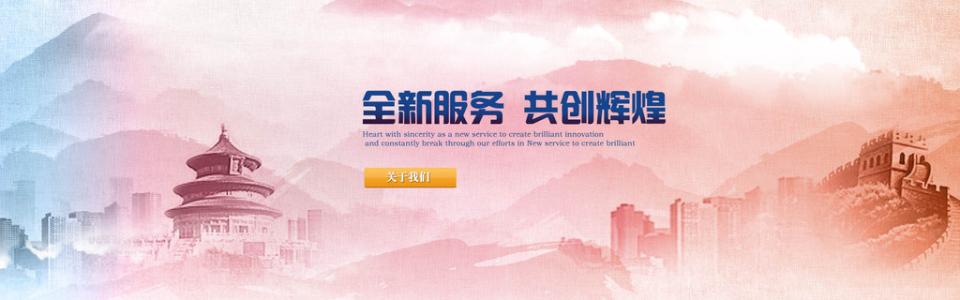 全新服务 共创辉煌
Heart with sincerity as a new service to create brilliant innovation
and constantly break through our efforts in New service to create brilliant
关于我们